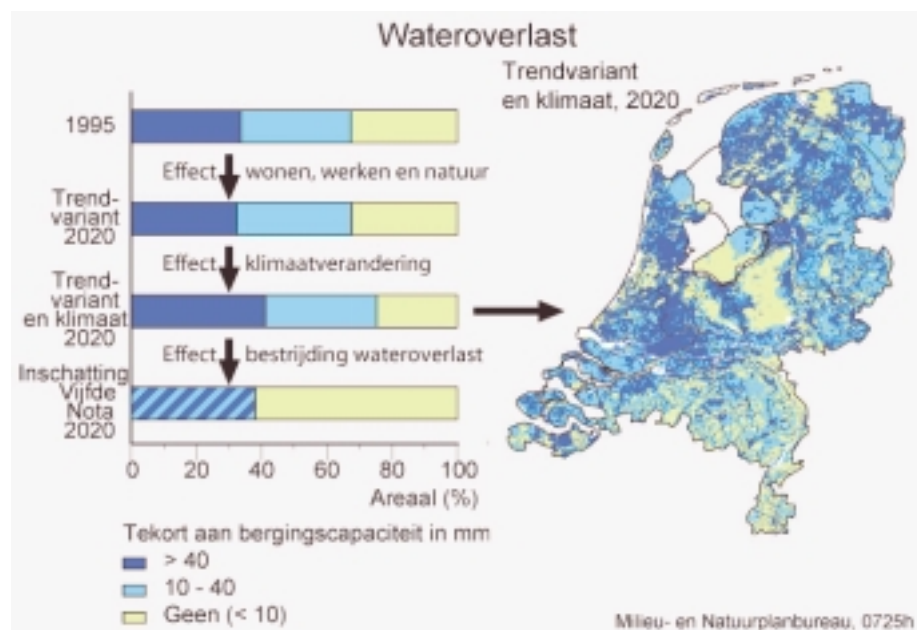 Wateroverlast
Trendvariant
en klimaat, 2020
1995
Effect wonen, werken en natuur
Trend-
variant
2020
Effect klimaatverandering
Trend-
variant
en klimaat
2020
Effect bestrijding wateroverlast
Inschatting
Vijfde
Nota
2020
0 20 40 60 80 100
Areaal (%)
Tekort aan bergingscapaciteit in mm
> 40
10 - 40
Geen (< 10)
Milieu- en Natuurplanbureau, 0725h